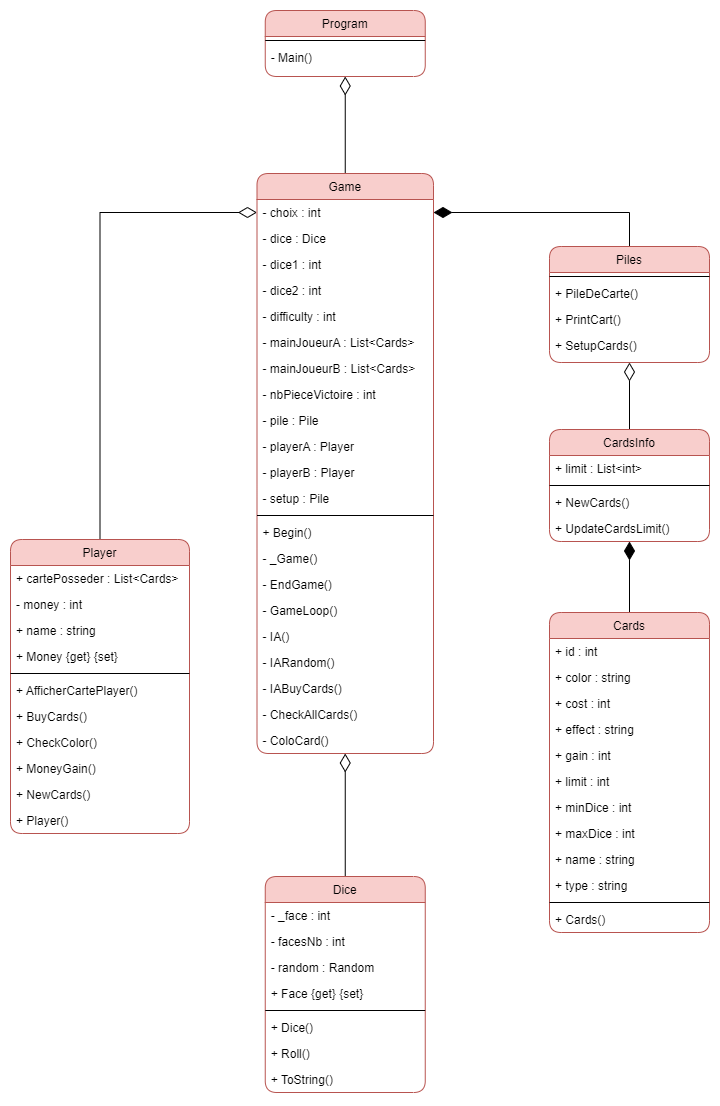 Program
- Main()
Game
- choix : int
- dice : Dice
- dice1 : int
- dice2 : int
- difficulty : int
- mainJoueurA : List<Cards>
- mainJoueurB : List<Cards>
- nbPieceVictoire : int
- pile : Pile
- playerA : Player
- playerB : Player
- setup : Pile
+ Begin()
- _Game()
- EndGame()
- GameLoop()
- IA()
- IARandom()
- IABuyCards()
- CheckAllCards()
- ColoCard()
Piles
+ PileDeCarte()
+ PrintCart()
+ SetupCards()
CardsInfo
+ limit : List<int>
+ NewCards()
+ UpdateCardsLimit()
Player
+ cartePosseder : List<Cards>
- money : int
+ name : string
+ Money {get} {set}
+ AfficherCartePlayer()
+ BuyCards()
+ CheckColor()
+ MoneyGain()
+ NewCards()
+ Player()
Cards
+ id : int
+ color : string
+ cost : int
+ effect : string
+ gain : int
+ limit : int
+ minDice : int
+ maxDice : int
+ name : string
+ type : string
+ Cards()
Dice
- _face : int
- facesNb : int
- random : Random
+ Face {get} {set}
+ Dice()
+ Roll()
+ ToString()